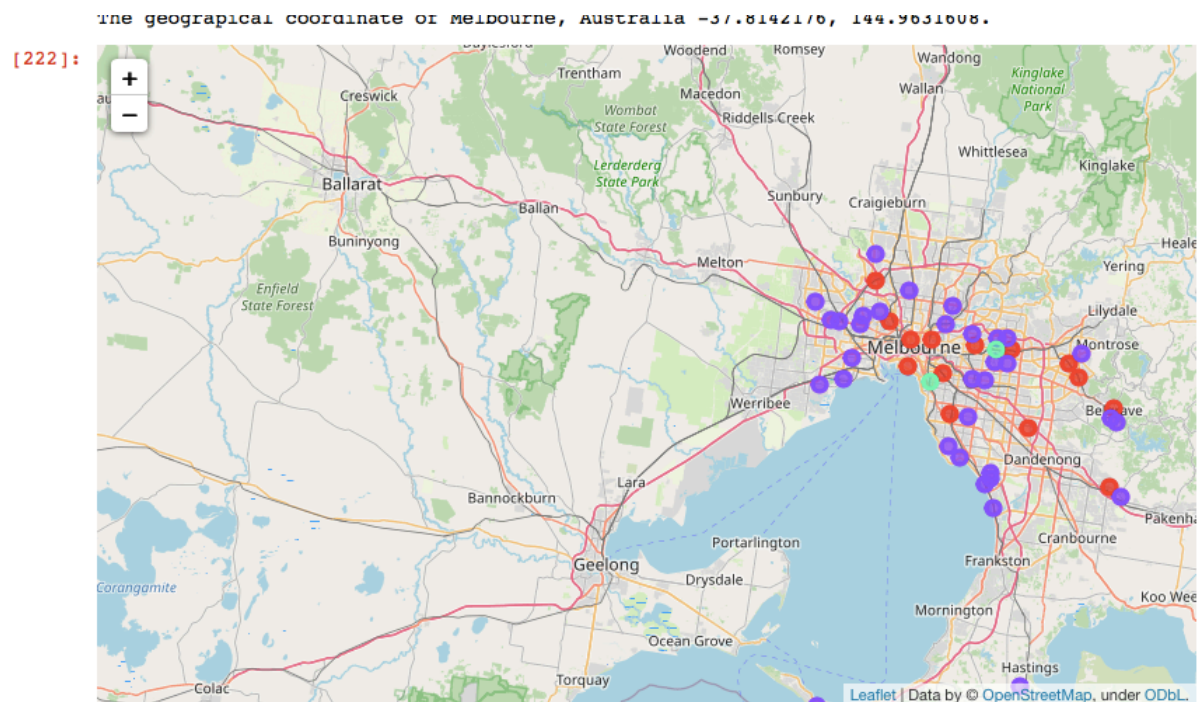 The geograpical coordinate of Melbourne, Australia -37.8142176, 144.9631608.
[222]:
+
−
Daylesford
Woodend
Romsey
Wandong
Trentham
Kinglake
National
Park
Creswick
Macedon
Wallan
Wombat
State Forest
Riddells Creek
Whittlesea
Kinglake
Lerderderg
State Park
Ballarat
Sunbury
Craigieburn
Ballan
Buninyong
Melton
Heale
Yering
Enfield
State Forest
Lilydale
Melbourne
Montrose
Werribee
Dandenong
Lara
Bannockburn
Pakenha
Portarlington
Cranbourne
Geelong
Frankston
Drysdale
Corangamite
Koo Wee
Mornington
Ocean Grove
Hastings
Torquay
Colac
Leaflet | Data by © OpenStreetMap, under ODbL.